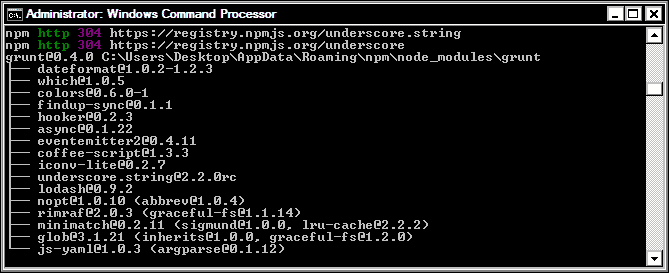 Administrator: Windows Command Processor
npm http 304 https://registry.npmjs.org/underscore.string
npm http 304 https://registry.npmjs.org/underscore
grunt@0.4.0 C:\Users\Desktop\AppData\Roaming\npm\node_modules\grunt
├── dateformat@1.0.2-1.2.3
├── which@1.0.5
├── colors@0.6.0-1
├── findup-sync@0.1.1
├── hooker@0.2.3
├── async@0.1.22
├── eventemitter2@0.4.11
├── coffee-script@1.3.3
├── iconv-lite@0.2.7
├── underscore.string@2.2.0rc
├── lodash@0.9.2
├── nopt@1.0.10 (abbrev@1.0.4)
├── rimraf@2.0.3 (graceful-fs@1.1.14)
├── minimatch@0.2.11 (sigmund@1.0.0, lru-cache@2.2.2)
├── glob@3.1.21 (inherits@1.0.0, graceful-fs@1.2.0)
└── js-yaml@1.0.3 (argparse@0.1.12)